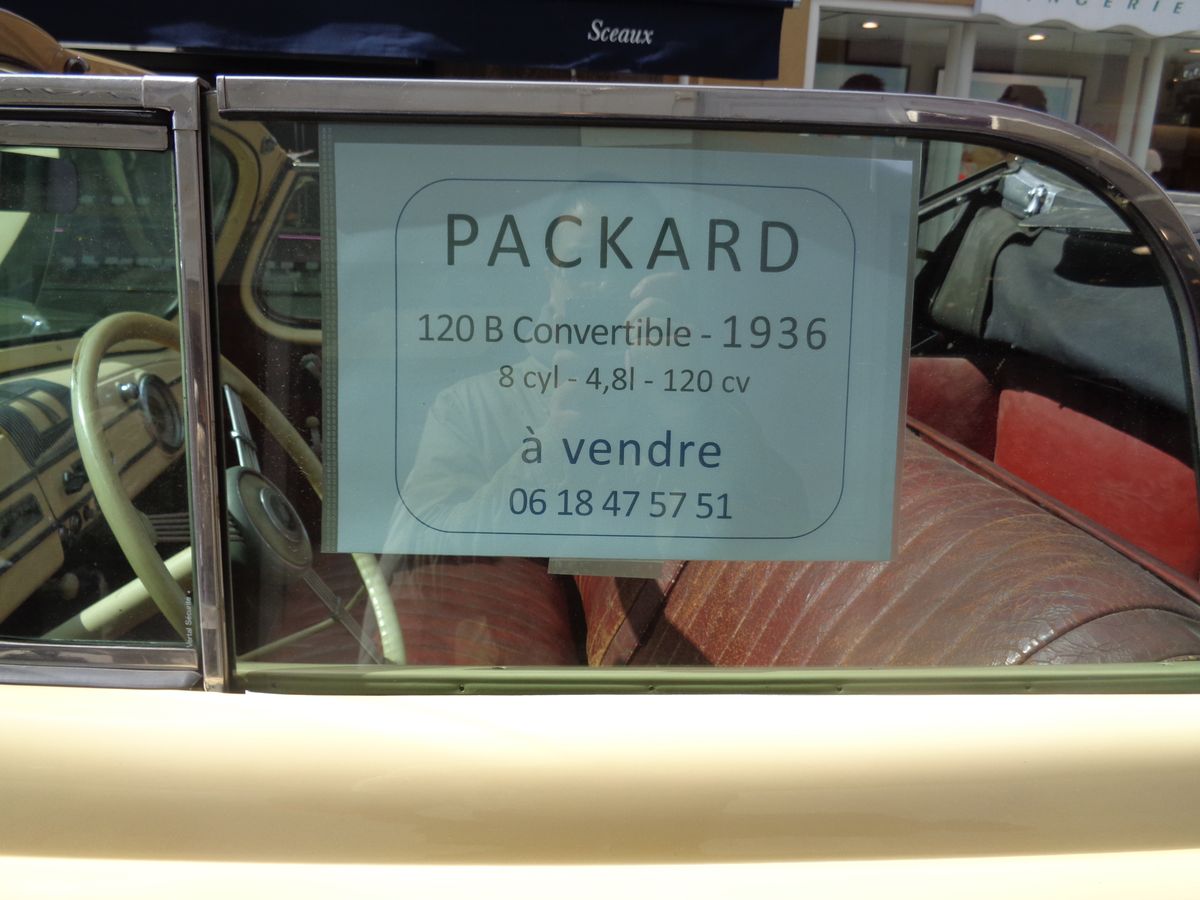 Sceaux
PACKARD
120 B Convertible - 1936
8 cyl - 4,8l - 120 cv
à vendre
06 18 47 57 51